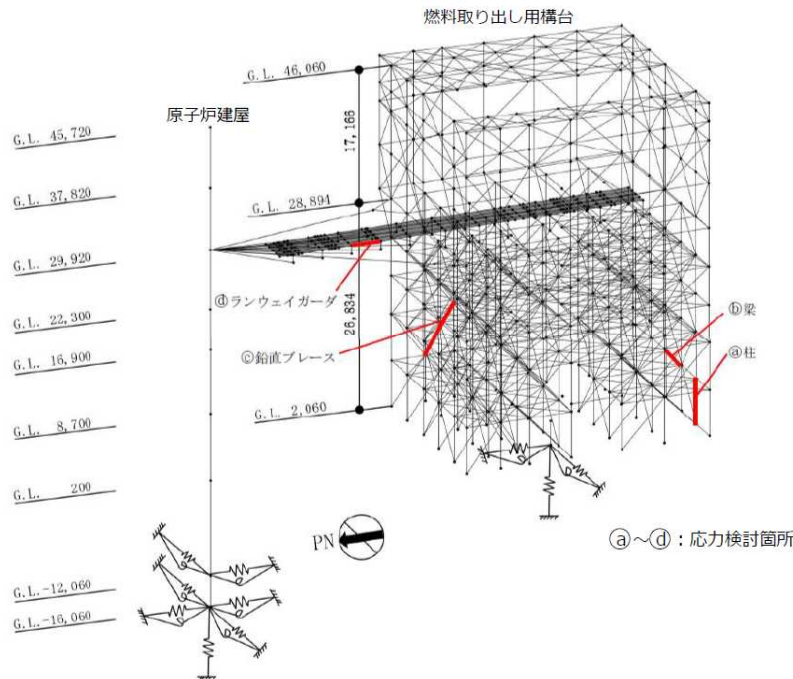 燃料取り出し用構台
G.L. 46,060
原子炉建屋
17,166
G.L. 45,720
G.L. 37,820
G.L. 28,894
G.L. 29,920
ⓓランウェイガーダ
26,834
G.L. 22,300
ⓑ梁
ⓒ鉛直ブレース
ⓐ柱
G.L. 16,900
G.L. 2,060
G.L. 8,700
G.L. 200
PN
ⓐ～ⓓ：応力検討箇所
G.L.-12,060
G.L.-16,060